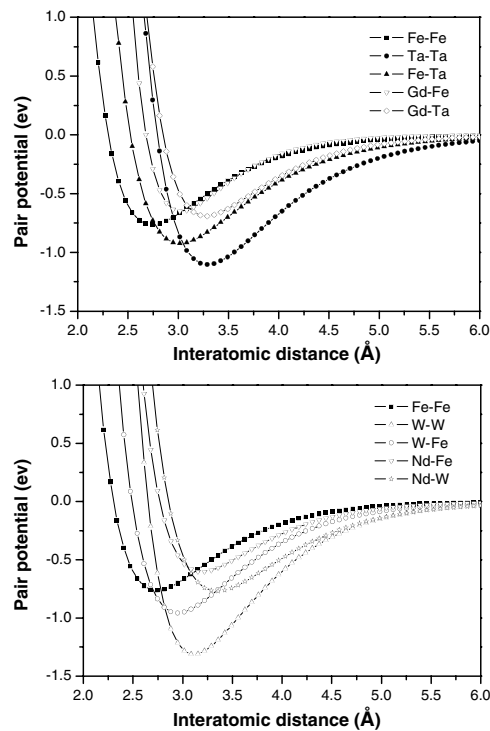 1.0
0.5
0.0
-0.5
-1.0
-1.5
Pair potential (ev)
Fe-Fe
Ta-Ta
Fe-Ta
Gd-Fe
Gd-Ta
2.0 2.5 3.0 3.5 4.0 4.5 5.0 5.5 6.0
Interatomic distance (Å)
1.0
0.5
0.0
-0.5
-1.0
-1.5
Pair potential (ev)
Fe-Fe
W-W
W-Fe
Nd-Fe
Nd-W
2.0 2.5 3.0 3.5 4.0 4.5 5.0 5.5 6.0
Interatomic distance (Å)